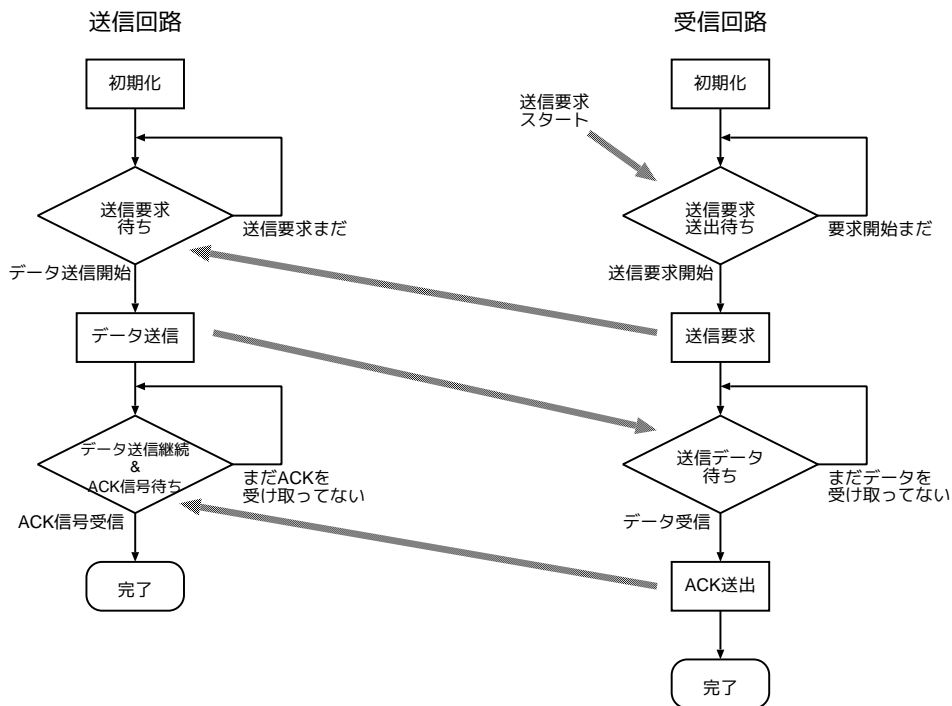 送信回路
初期化
送信要求
待ち
送信要求まだ
データ送信開始
データ送信
データ送信継続
&
ACK信号待ち
まだACKを
受け取ってない
ACK信号受信
完了
受信回路
初期化
送信要求
スタート
送信要求
送出待ち
要求開始まだ
送信要求開始
送信要求
送信データ
待ち
まだデータを
受け取ってない
データ受信
ACK送出
完了